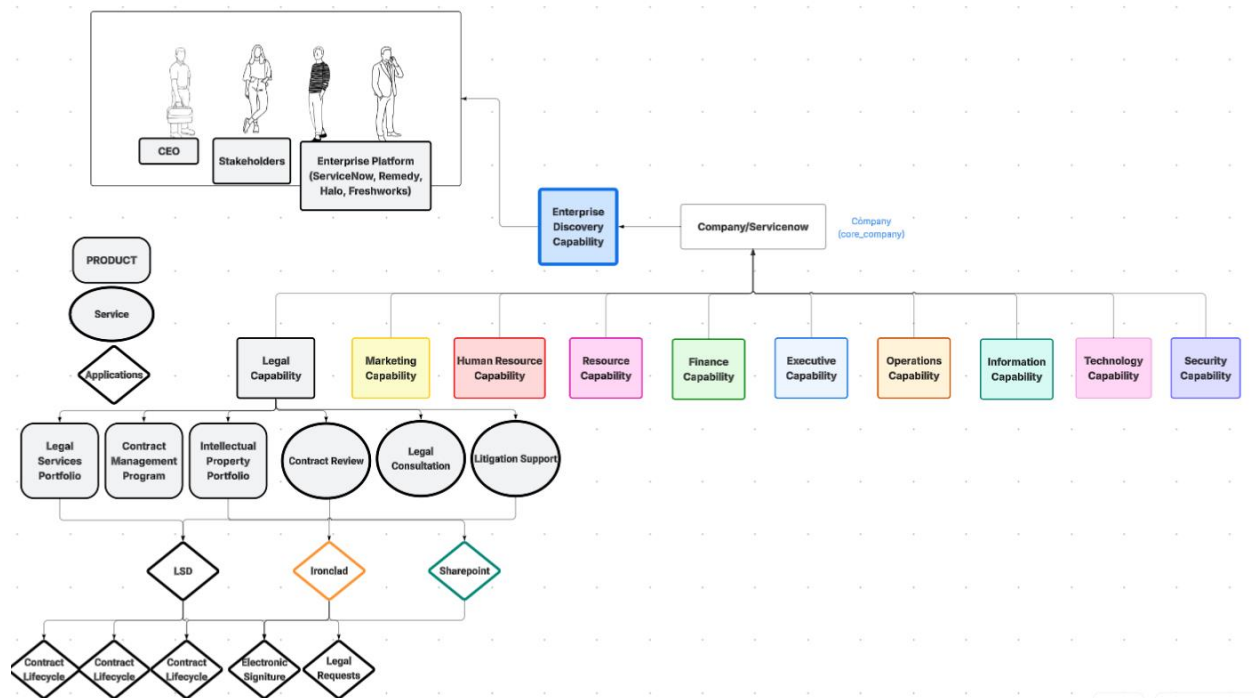 CEO
Stakeholders
Enterprise Platform
(ServiceNow, Remedy,
Halo, Freshworks)
Enterprise
Discovery
Capability
Company/Servicenow
Company
(core_company)
PRODUCT
Service
Applications
Legal
Capability
Marketing
Capability
Human Resource
Capability
Resource
Capability
Finance
Capability
Executive
Capability
Operations
Capability
Information
Capability
Technology
Capability
Security
Capability
Legal
Services
Portfolio
Contract
Management
Program
Intellectual
Property
Portfolio
Contract Review
Legal
Consultation
Litigation Support
LSD
Ironclad
Sharepoint
Contract
Lifecycle
Contract
Lifecycle
Contract
Lifecycle
Electronic
Signiture
Legal
Requests